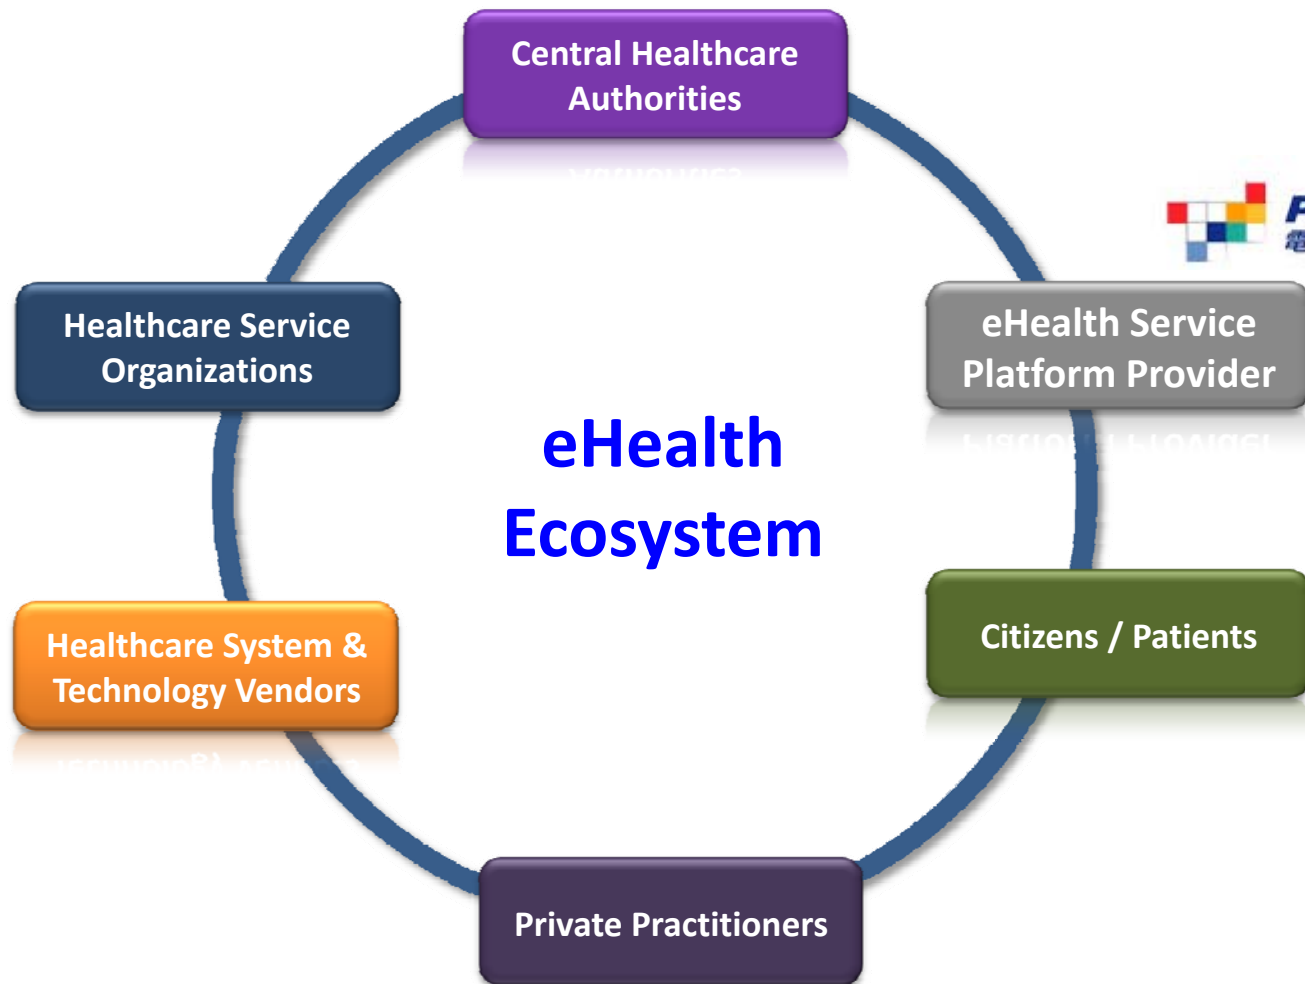 Central Healthcare
Authorities
電
Healthcare Service
Organizations
eHealth Service
Platform Provider
eHealth
Ecosystem
Healthcare System &
Technology Vendors
Citizens / Patients
Private Practitioners